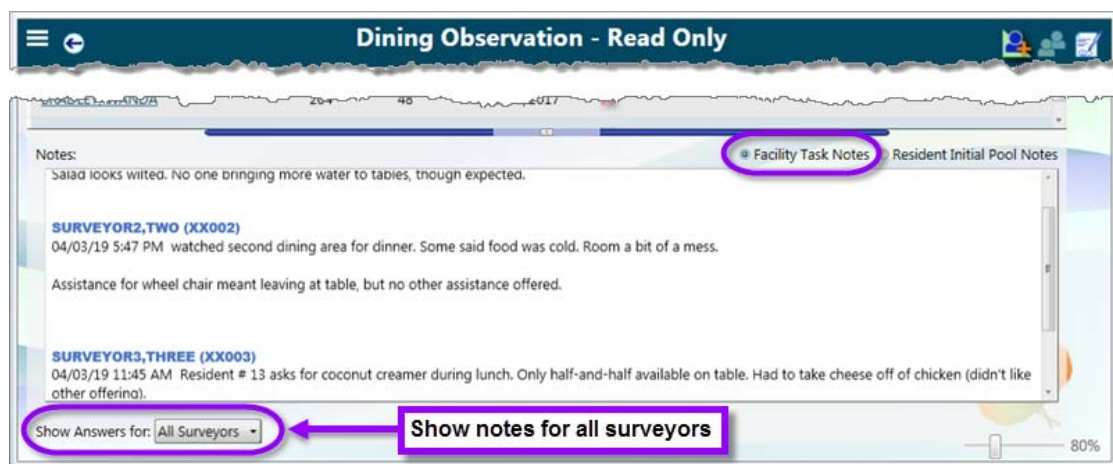 Dining Observation - Read Only
Notes:
Facility Task Notes
Resident Initial Pool Notes
Salad looks wilted. No one bringing more water to tables, though expected.
SURVEYOR2,TWO (XX002)
04/03/19 5:47 PM watched second dining area for dinner. Some said food was cold. Room a bit of a mess.
Assistance for wheel chair meant leaving at table, but no other assistance offered.
SURVEYOR3,THREE (XX003)
04/03/19 11:45 AM Resident # 13 asks for coconut creamer during lunch. Only half-and-half available on table. Had to take cheese off of chicken (didn't like
other offering).
Show Answers for: All Surveyors
Show notes for all surveyors
80%